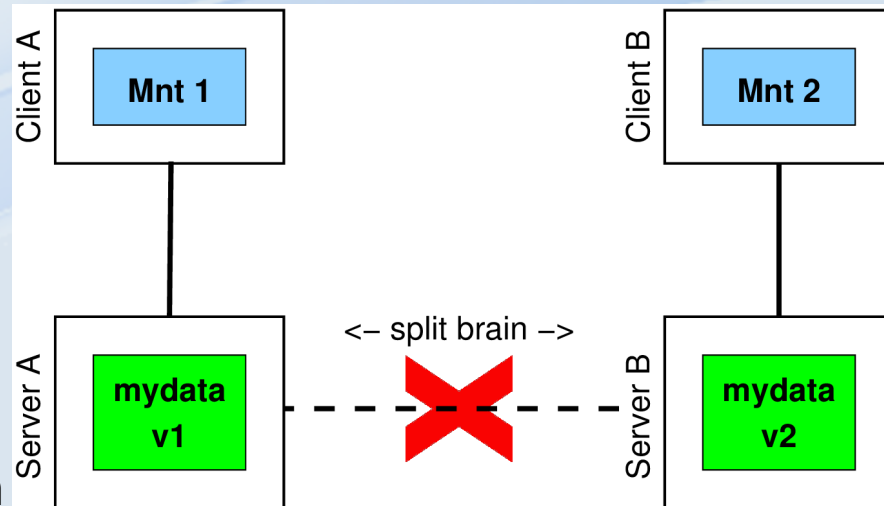 Client A
Mnt 1
Client B
Mnt 2
<− split brain −>
Server A
mydata
v1
Server B
mydata
v2